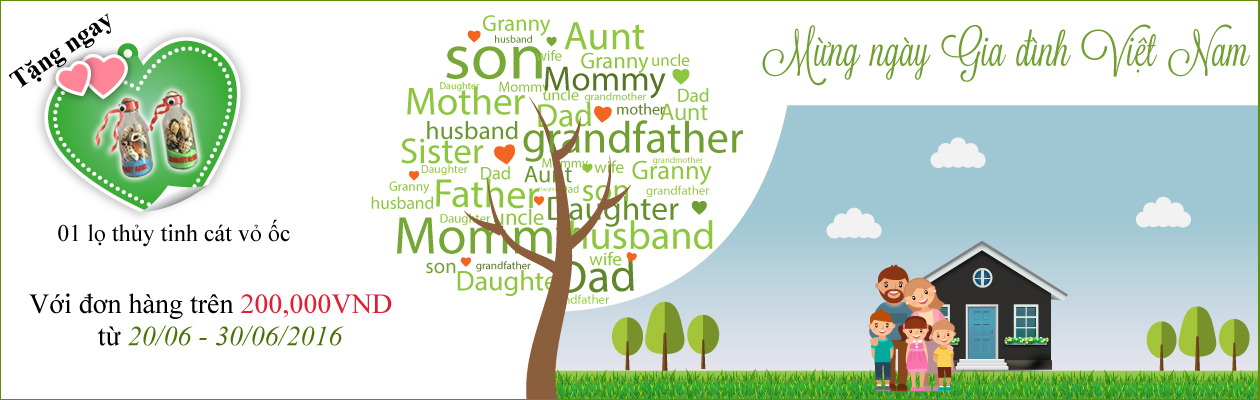 Tặng ngay
01 lọ thủy tinh cát vỏ ốc
Với đơn hàng trên 200,000VND
từ 20/06 - 30/06/2016
Granny
husband
Aunt
son
wife
Granny uncle
Mommy
Daughter
Mommy
uncle
grandmother
Dad
Mother
Dad
mother
Aunt
husband
grandfather
Sister
grandmother
Daughter
Mommy
wife
Granny
Dad
Aunt
Granny
Father
Daughter
Dad
son
grandfather
husband
Daughter
uncle
Daughter
Mommy
husband
son
grandfather
wife
Daughter
Dad
grandfather
Mừng ngày Gia đình Việt Nam